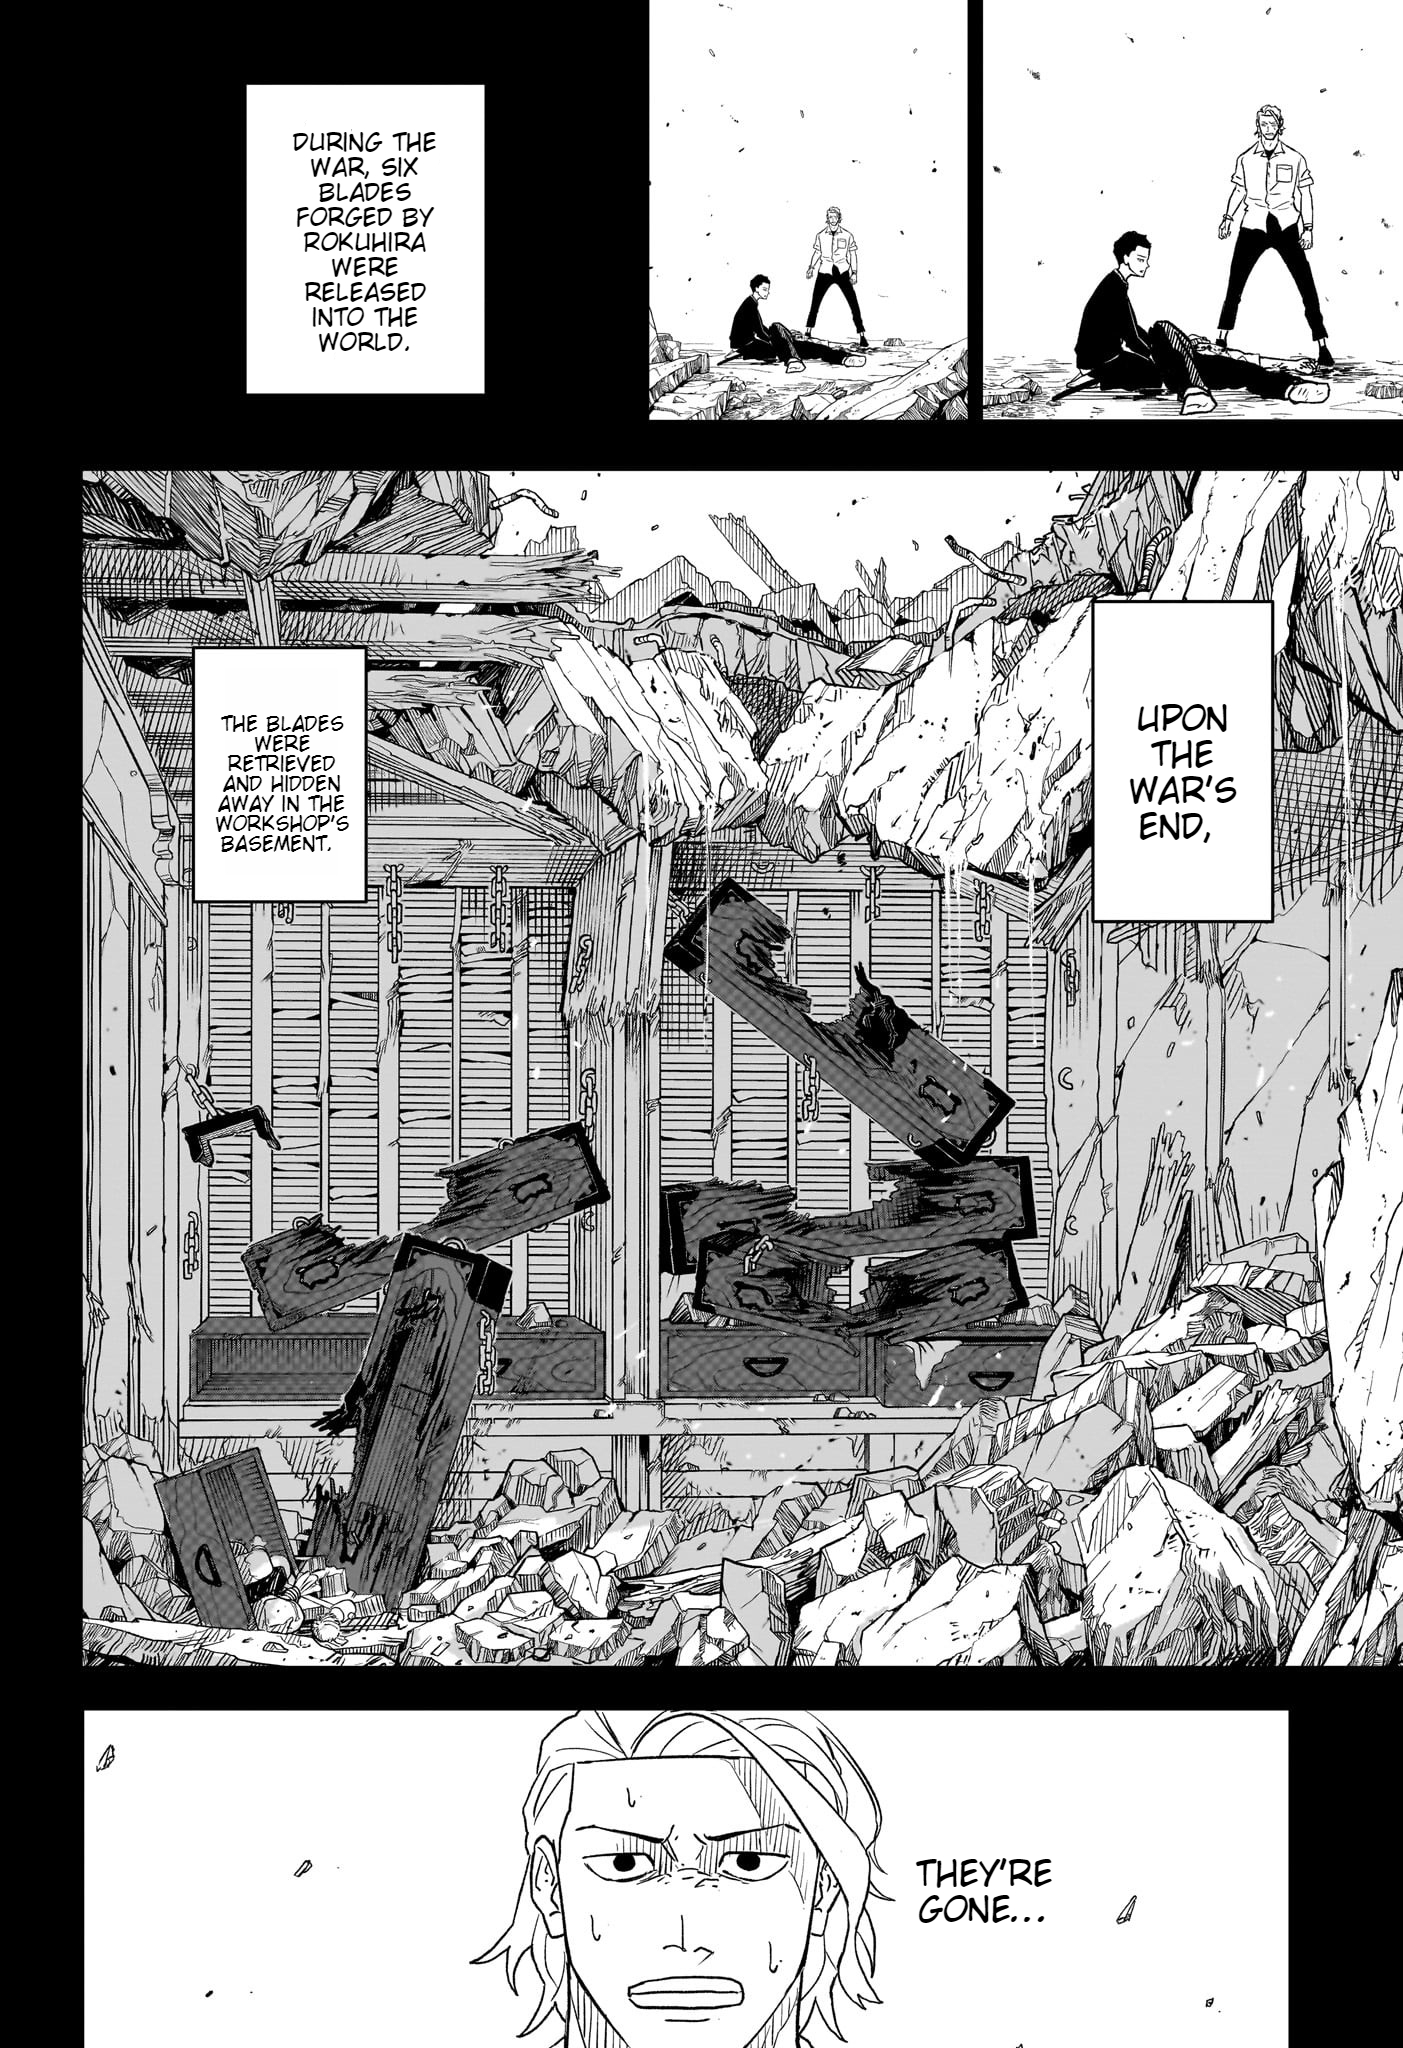 DURING THE
WAR, SIX
BLADES
FORGED BY
ROKUHIRA
WERE
RELEASED
INTO THE
WORLD.
UPON
THE
WAR'S
END,
THE BLADES
WERE
RETRIEVED
AND HIDDEN
AWAY IN THE
WORKSHOP'S
BASEMENT.
THEY'RE
GONE...